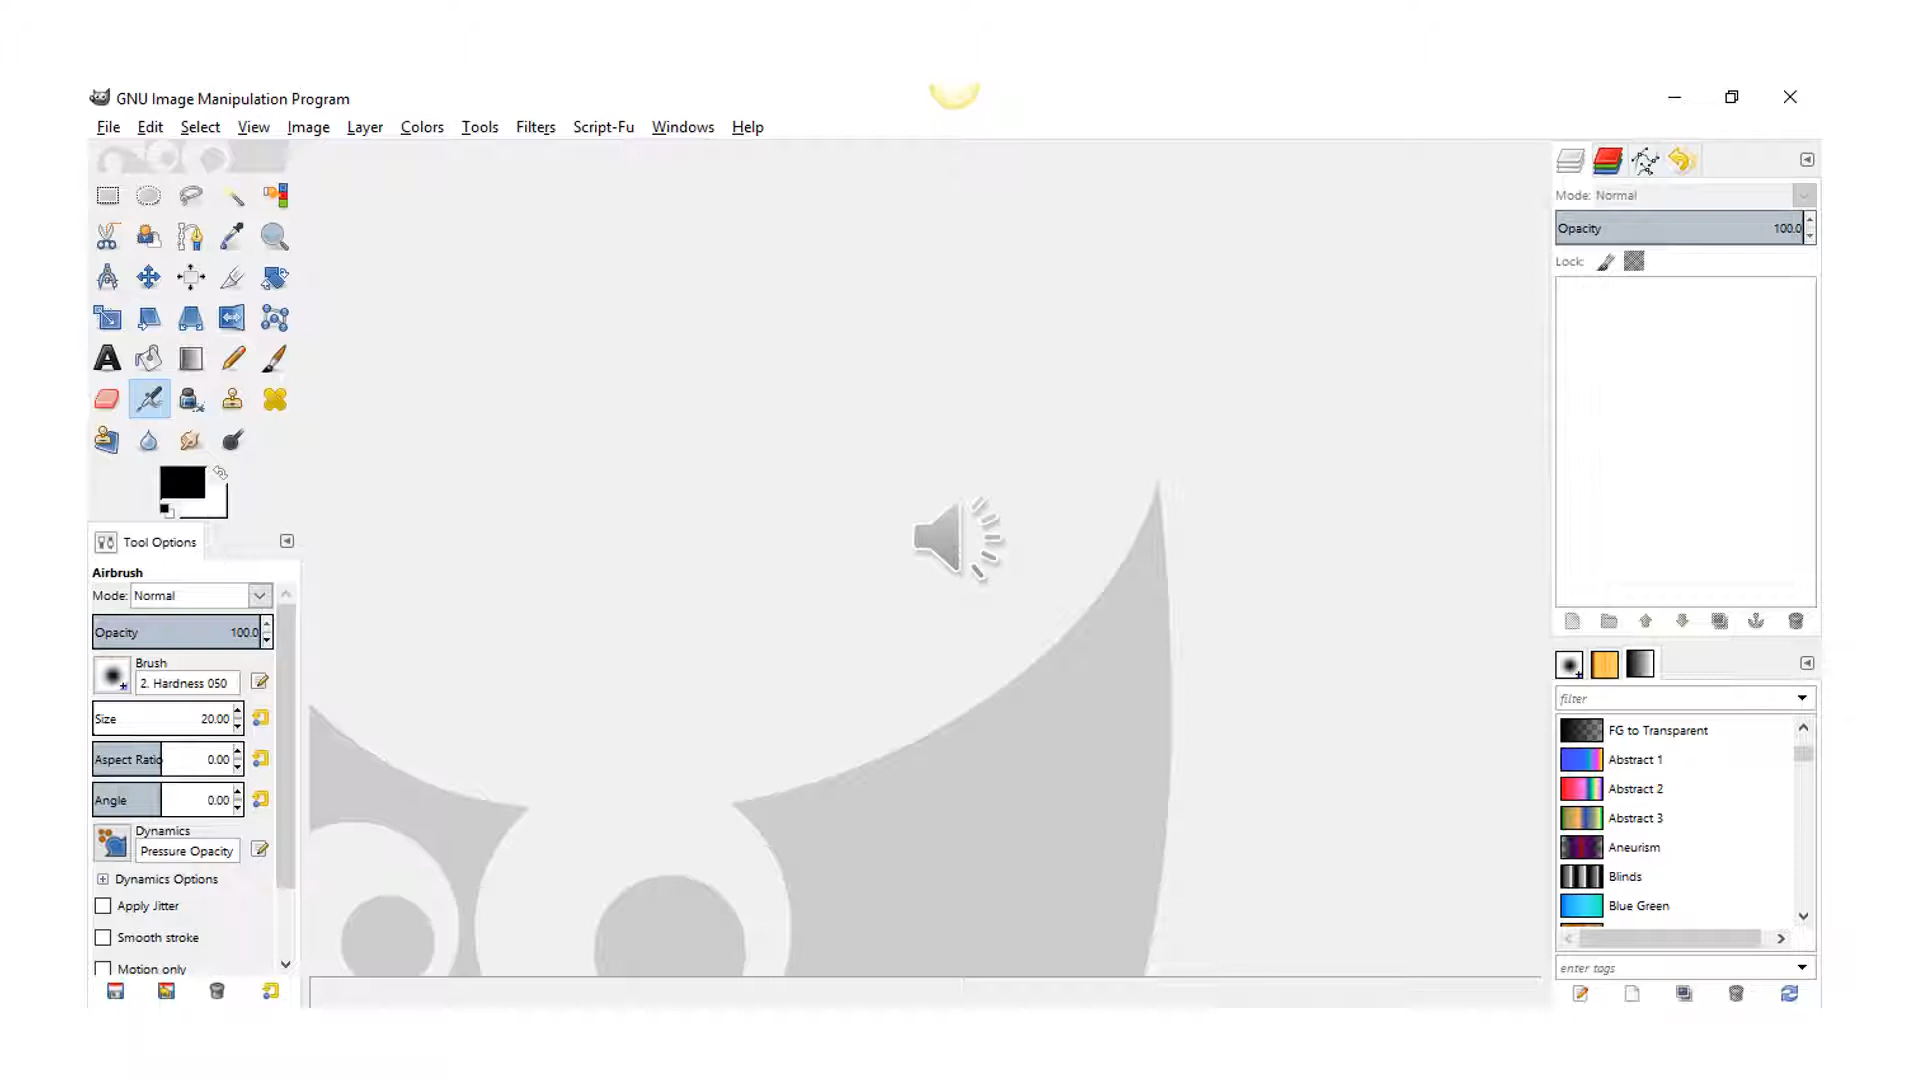 GNU Image Manipulation Program
File Edit Select View Image Layer Colors Tools Filters Script-Fu Windows Help
Tool Options
Airbrush
Mode: Normal
Opacity 100.0
Brush
2. Hardness 050
Size 20.00
Aspect Ratio 0.00
Angle 0.00
Dynamics
Pressure Opacity
Dynamics Options
Apply Jitter
Smooth stroke
Motion only
Mode: Normal
Opacity 100.0
Lock:
filter
FG to Transparent
Abstract 1
Abstract 2
Abstract 3
Aneurism
Blinds
Blue Green
enter tags